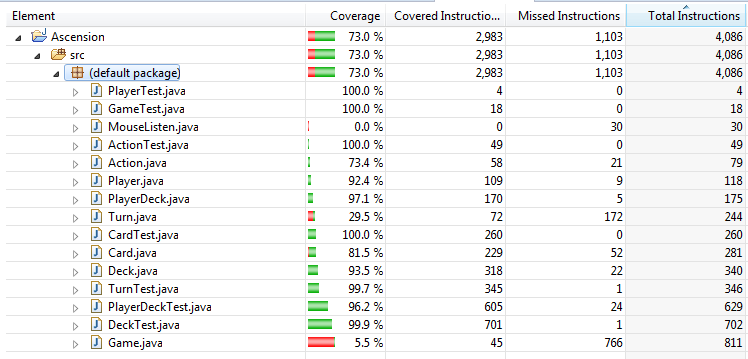 Element Coverage Covered Instructio... Missed Instructions Total Instructions
Ascension 73.0 % 2,983 1,103 4,086
src 73.0 % 2,983 1,103 4,086
(default package) 73.0 % 2,983 1,103 4,086
PlayerTest.java 100.0 % 4 0 4
GameTest.java 100.0 % 18 0 18
MouseListen.java 0.0 % 0 30 30
ActionTest.java 100.0 % 49 0 49
Action.java 73.4 % 58 21 79
Player.java 92.4 % 109 9 118
PlayerDeck.java 97.1 % 170 5 175
Turn.java 29.5 % 72 172 244
CardTest.java 100.0 % 260 0 260
Card.java 81.5 % 229 52 281
Deck.java 93.5 % 318 22 340
TurnTest.java 99.7 % 345 1 346
PlayerDeckTest.java 96.2 % 605 24 629
DeckTest.java 99.9 % 701 1 702
Game.java 5.5 % 45 766 811